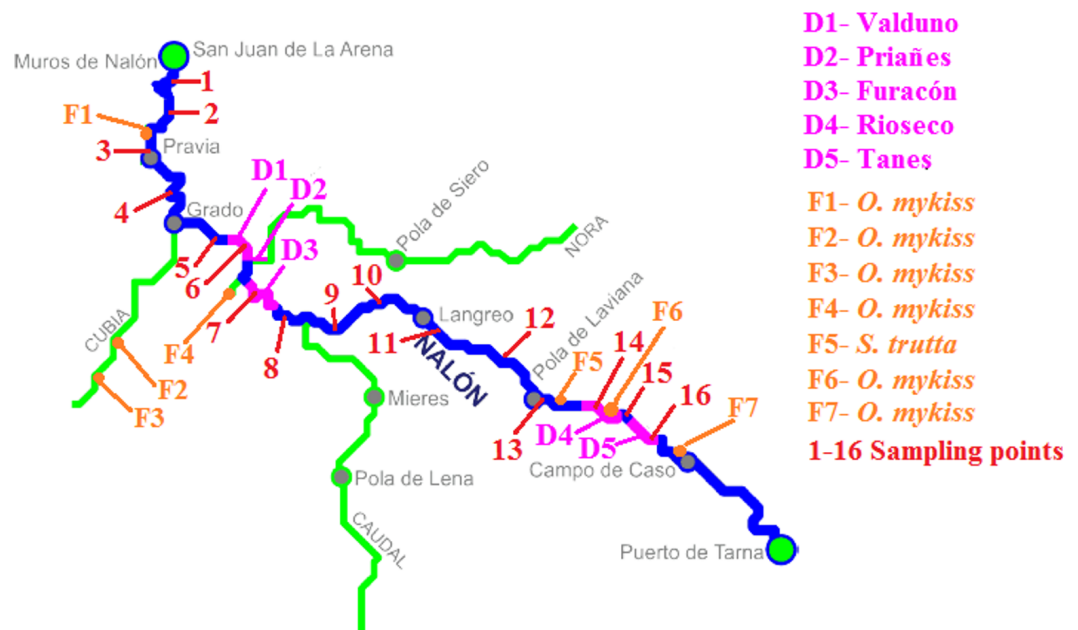 San Juan de La Arena
Muros de Nalón
1
2
F1
3
Pravia
4
Grado
D1
D2
5
6
D3
7
F4
8
9
10
11
12
Pola de Siero
NORA
Langreo
NALÓN
Pola de Laviana
CUBIA
F2
F3
Mieres
Pola de Lena
CAUDAL
13
F5
14
F6
15
16
D4
D5
F7
Campo de Caso
Puerto de Tarna
D1- Valduno
D2- Priañes
D3- Furacón
D4- Rioseco
D5- Tanes
F1- O. mykiss
F2- O. mykiss
F3- O. mykiss
F4- O. mykiss
F5- S. trutta
F6- O. mykiss
F7- O. mykiss
1-16 Sampling points